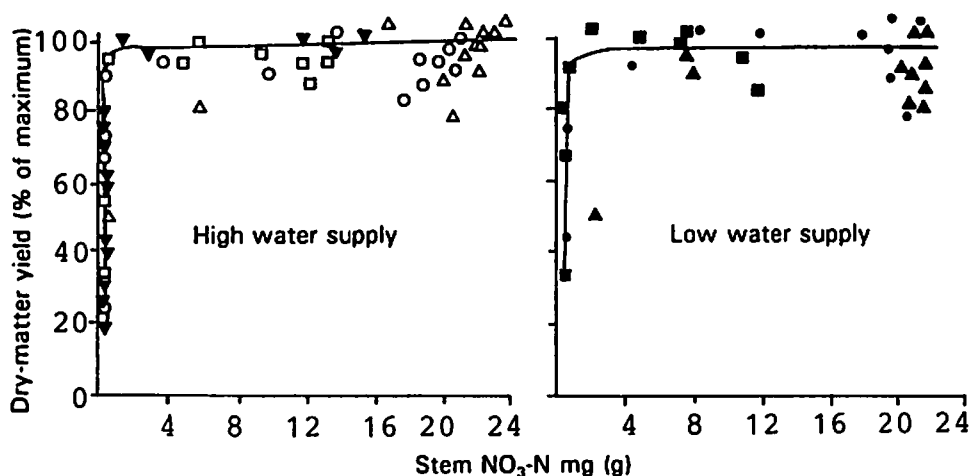 Dry-matter yield (% of maximum)
100
80
60
40
20
0
High water supply
Low water supply
4 8 12 16 20 24
4 8 12 16 20 24
Stem NO₃-N mg (g)